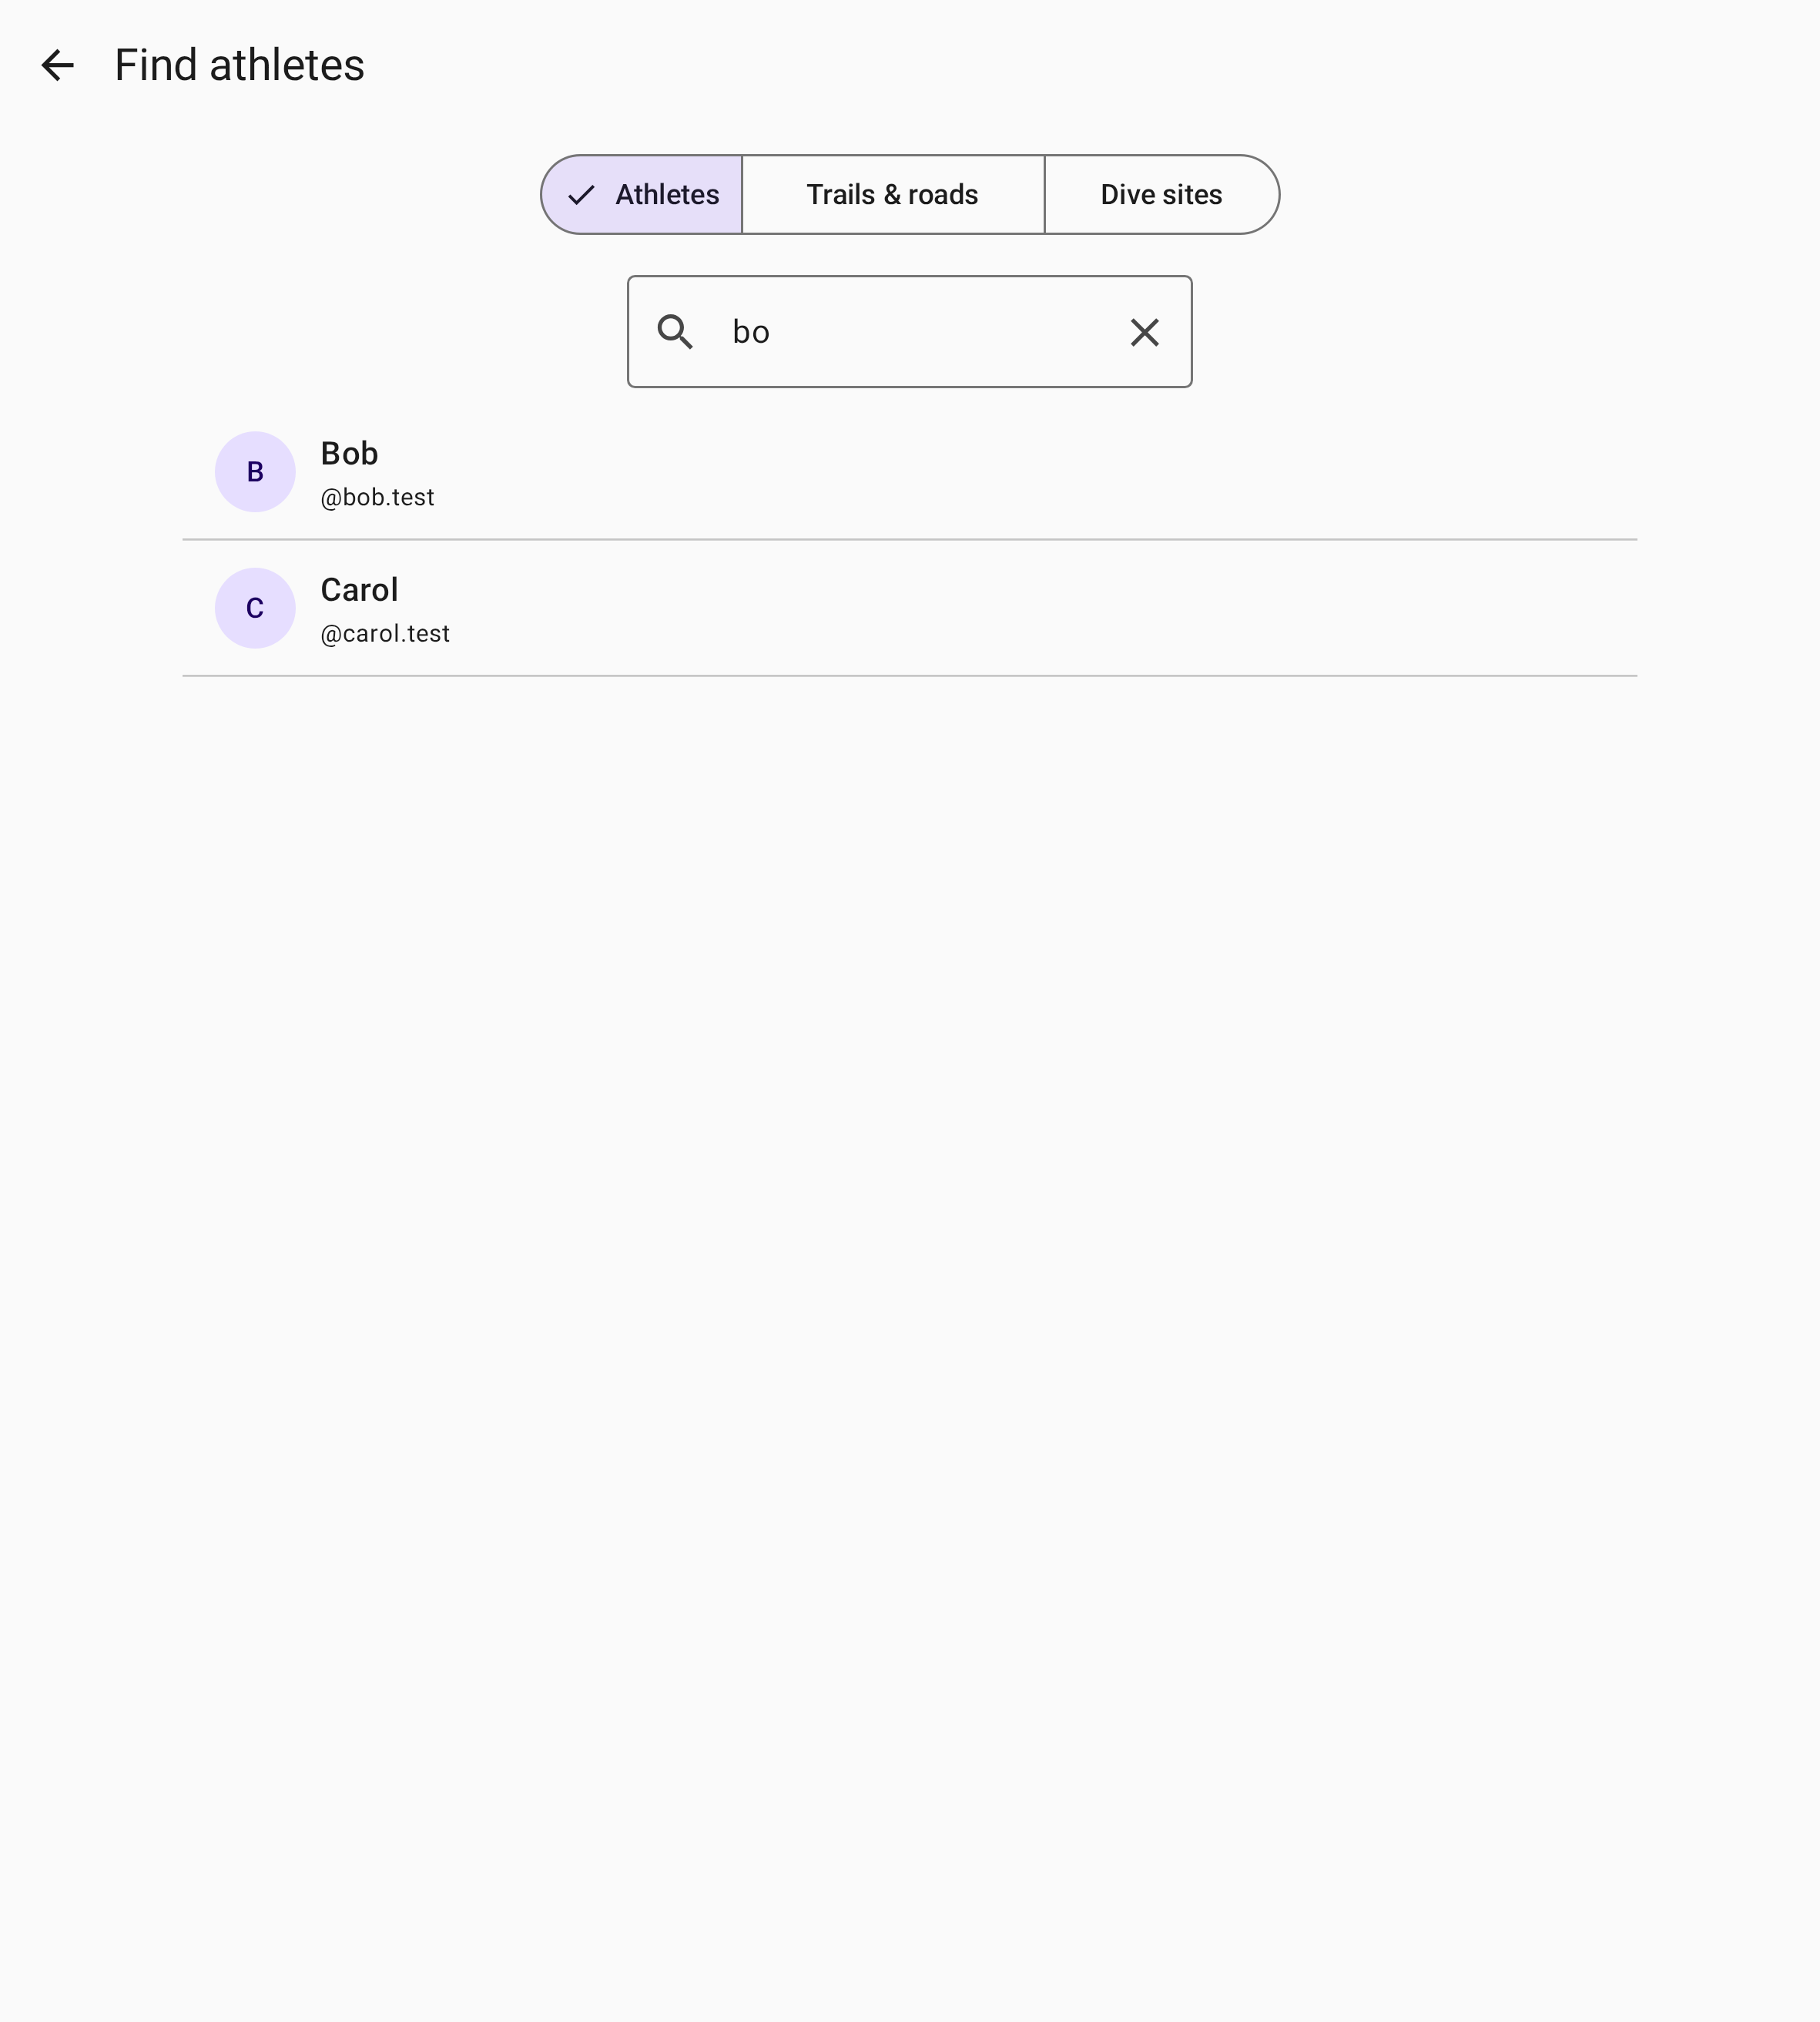 Find athletes
Athletes
Trails & roads
Dive sites
bo
B
Bob
@bob.test
C
Carol
@carol.test